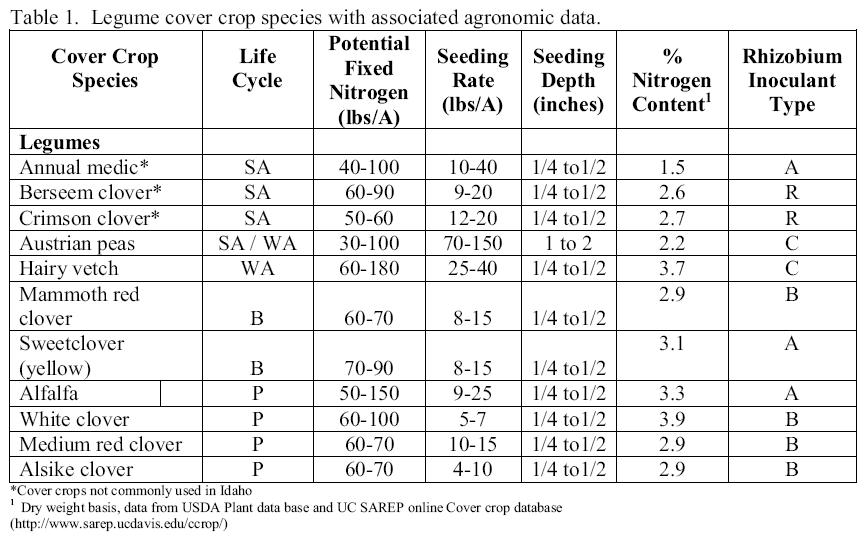 Table 1.  Legume cover crop species with associated agronomic data.
Cover Crop Species | Life Cycle | Potential Fixed Nitrogen (lbs/A) | Seeding Rate (lbs/A) | Seeding Depth (inches) | % Nitrogen Content1 | Rhizobium Inoculant Type
Legumes
Annual medic* | SA | 40-100 | 10-40 | 1/4 to1/2 | 1.5 | A
Berseem clover* | SA | 60-90 | 9-20 | 1/4 to1/2 | 2.6 | R
Crimson clover* | SA | 50-60 | 12-20 | 1/4 to1/2 | 2.7 | R
Austrian peas | SA / WA | 30-100 | 70-150 | 1 to 2 | 2.2 | C
Hairy vetch | WA | 60-180 | 25-40 | 1/4 to1/2 | 3.7 | C
Mammoth red clover | B | 60-70 | 8-15 | 1/4 to1/2 | 2.9 | B
Sweetclover (yellow) | B | 70-90 | 8-15 | 1/4 to1/2 | 3.1 | A
Alfalfa | P | 50-150 | 9-25 | 1/4 to1/2 | 3.3 | A
White clover | P | 60-100 | 5-7 | 1/4 to1/2 | 3.9 | B
Medium red clover | P | 60-70 | 10-15 | 1/4 to1/2 | 2.9 | B
Alsike clover | P | 60-70 | 4-10 | 1/4 to1/2 | 2.9 | B
*Cover crops not commonly used in Idaho
1 Dry weight basis, data from USDA Plant data base and UC SAREP online Cover crop database
(http://www.sarep.ucdavis.edu/ccrop/)